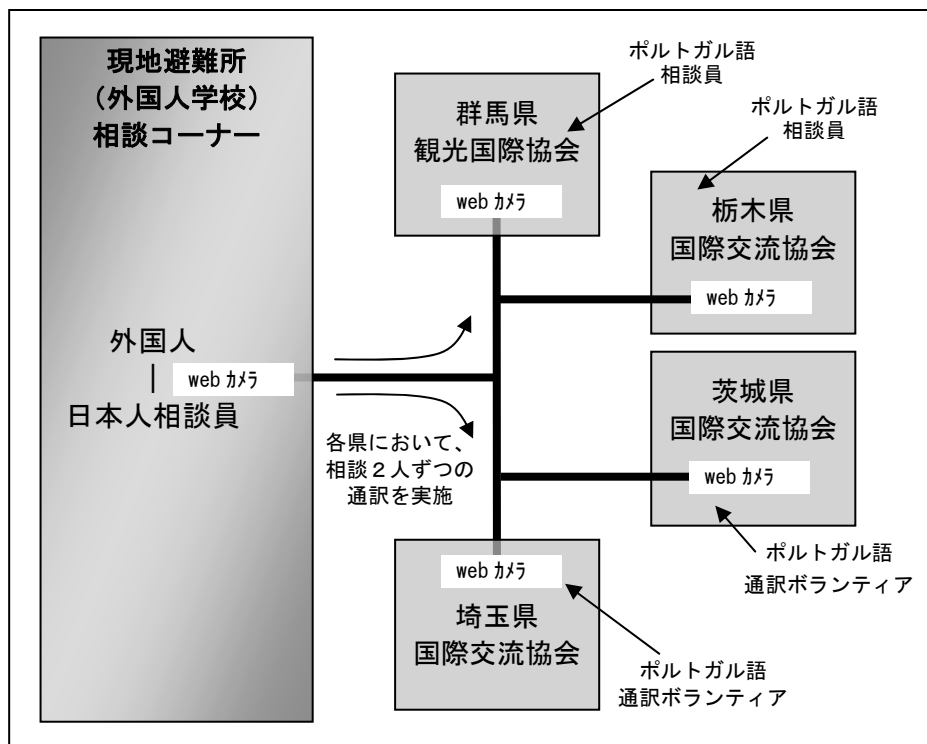 現地避難所
（外国人学校）
相談コーナー
外国人
｜
webｶﾒﾗ
日本人相談員
各県において、
相談２人ずつの
通訳を実施
ポルトガル語
相談員
群馬県
観光国際協会
webｶﾒﾗ
ポルトガル語
相談員
栃木県
国際交流協会
webｶﾒﾗ
茨城県
国際交流協会
webｶﾒﾗ
ポルトガル語
通訳ボランティア
webｶﾒﾗ
埼玉県
国際交流協会
ポルトガル語
通訳ボランティア